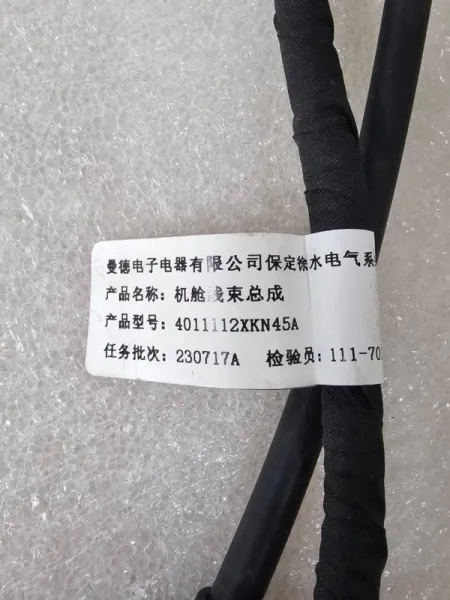 曼德电子电器有限公司保定徐水电气系
产品名称：机舱线束总成
产品型号：4011112XKN45A
任务批次：230717A 检验员：111-70